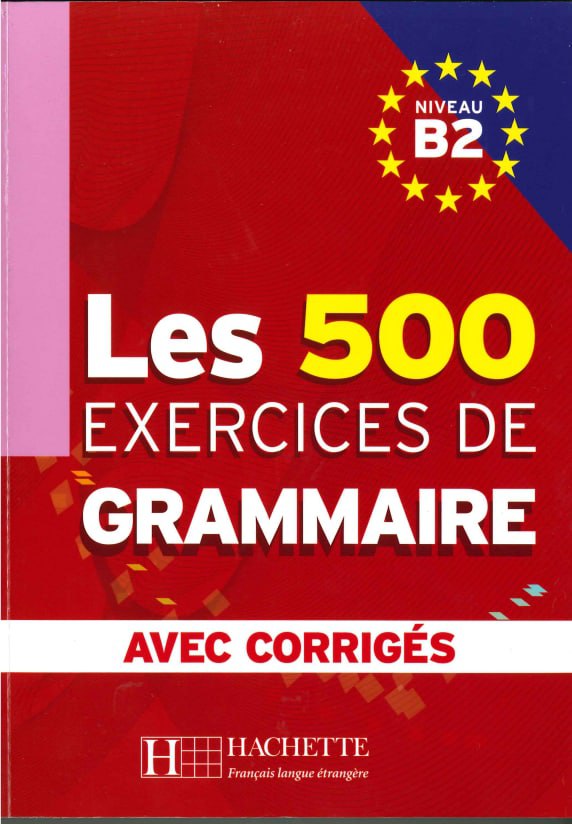 NIVEAU
B2
Les 500
EXERCICES DE
GRAMMAIRE
AVEC CORRIGÉS
H HACHETTE
Français langue étrangère